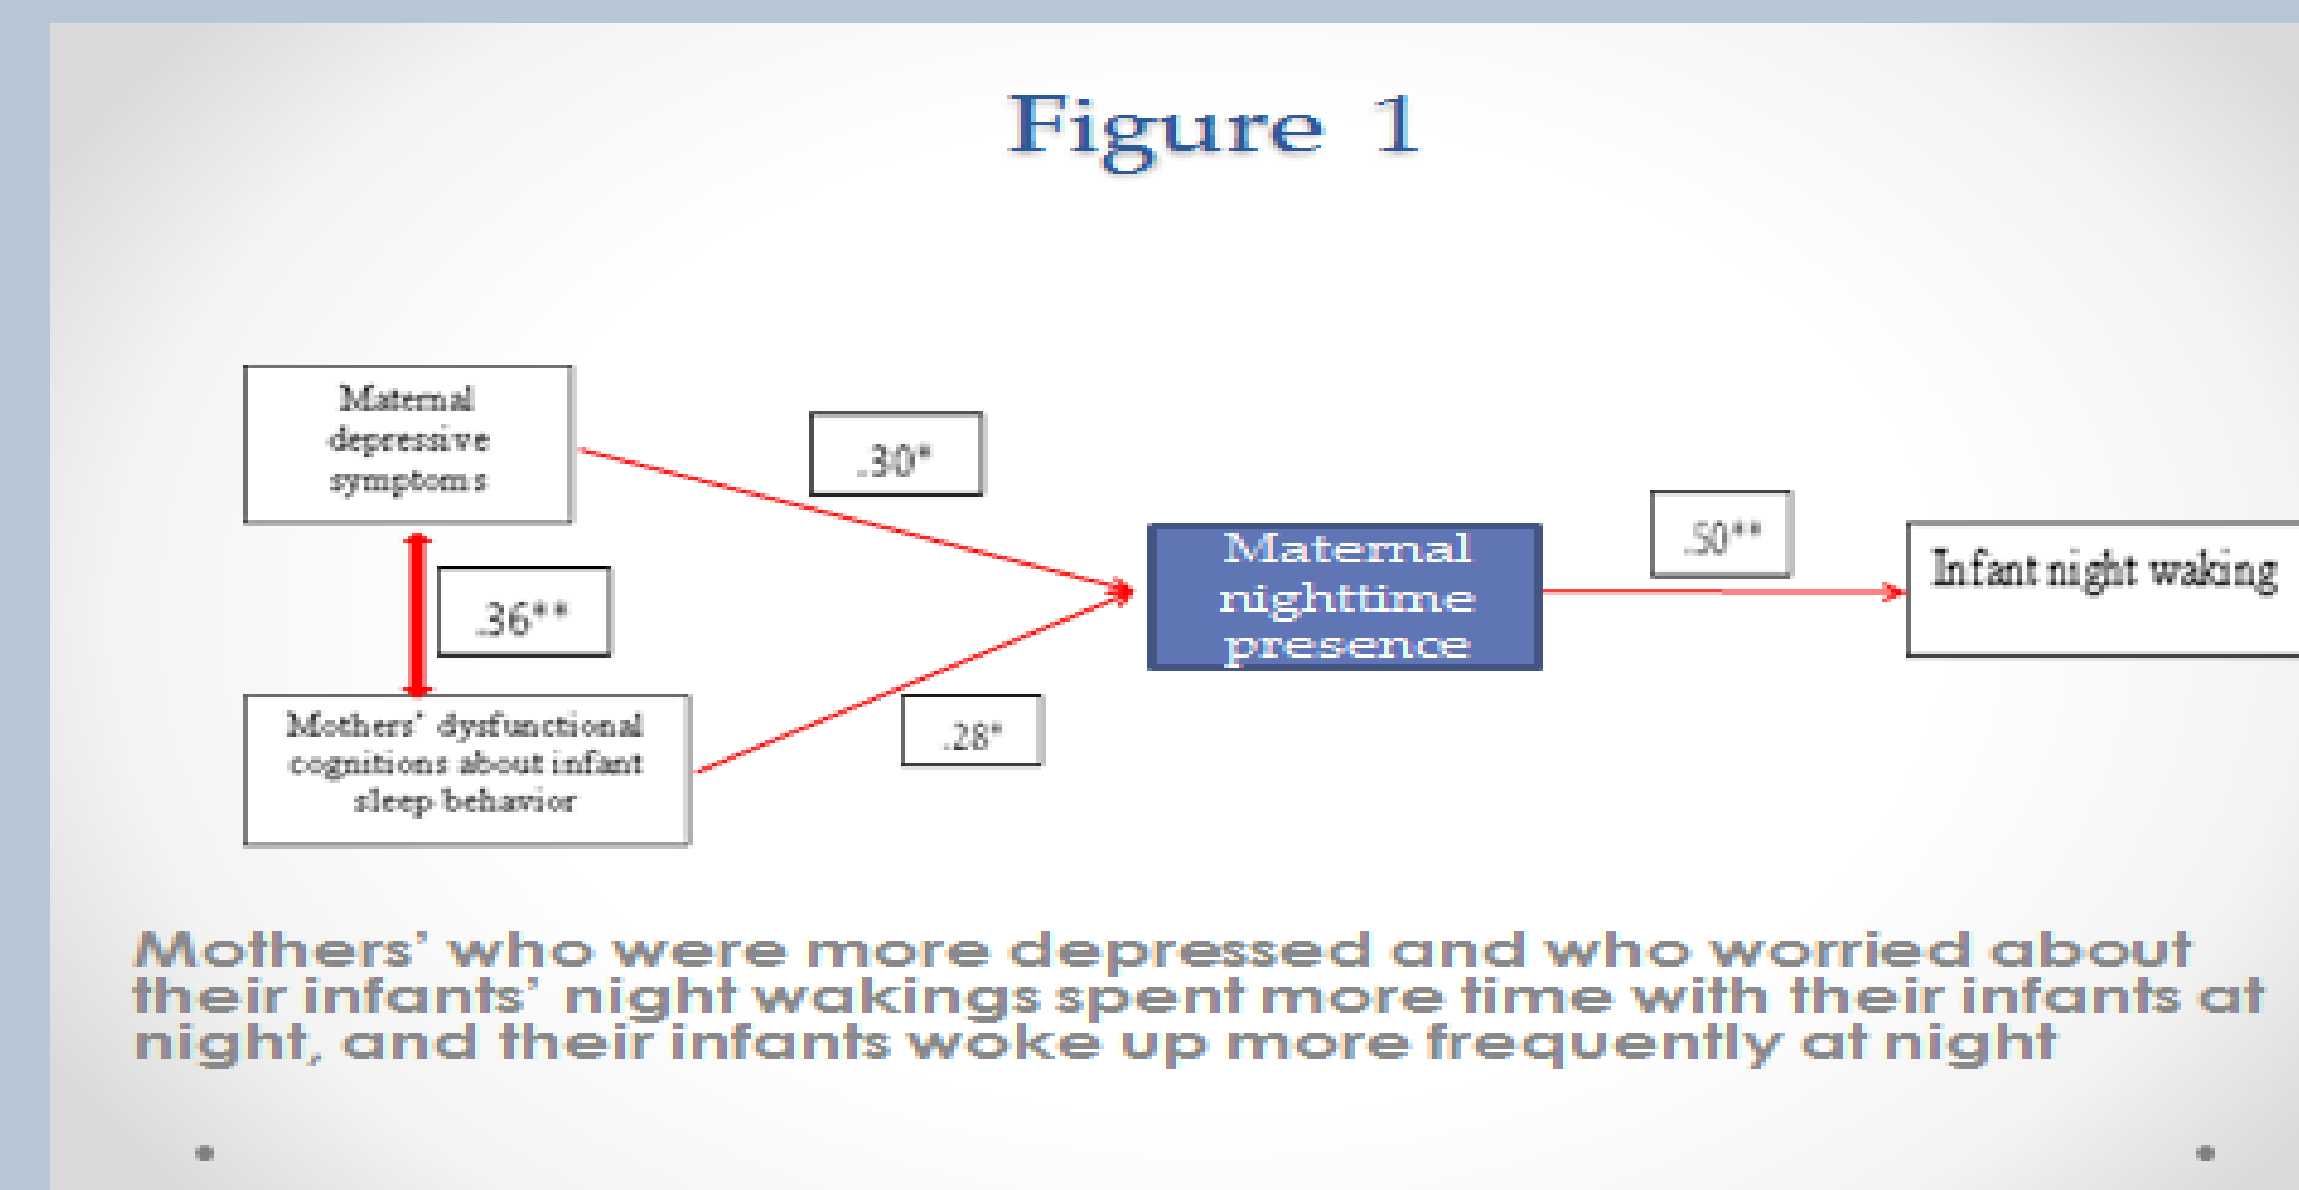 Figure 1
Maternal
depressive
symptoms
.30*
.36**
Mothers' dysfunctional
cognitions about infant
sleep behavior
.28*
Maternal
nighttime
presence
.50**
Infant night waking
Mothers' who were more depressed and who worried about
their infants' night wakings spent more time with their infants at
night, and their infants woke up more frequently at night